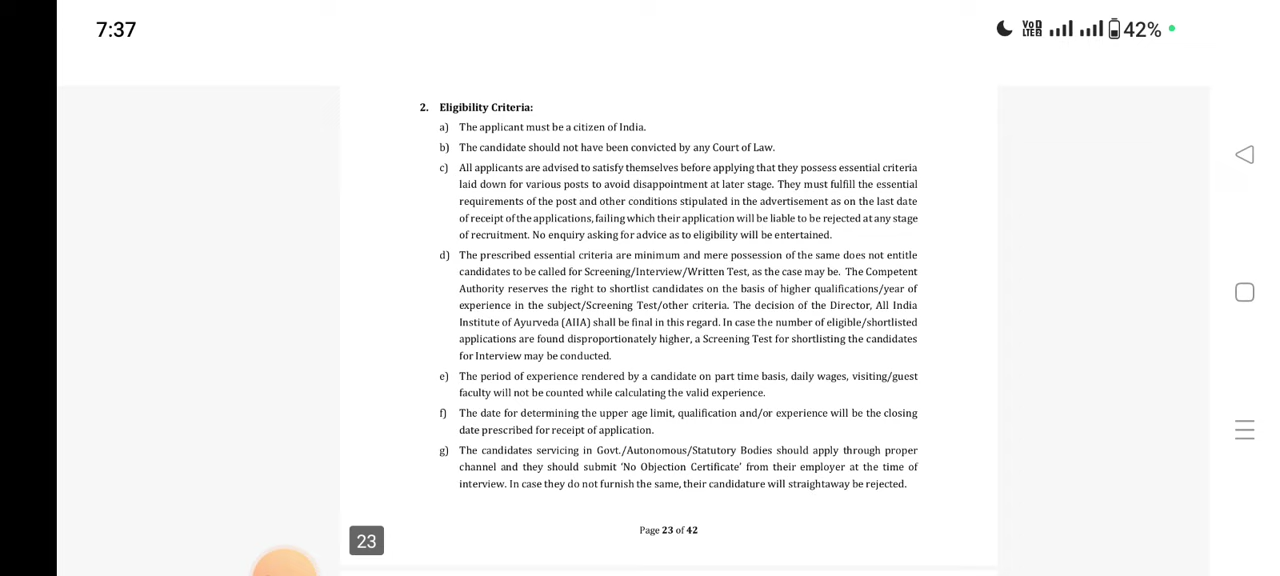 7:37
VoD LTE2 42%
2. Eligibility Criteria:
a) The applicant must be a citizen of India.
b) The candidate should not have been convicted by any Court of Law.
c) All applicants are advised to satisfy themselves before applying that they possess essential criteria
laid down for various posts to avoid disappointment at later stage. They must fulfill the essential
requirements of the post and other conditions stipulated in the advertisement as on the last date
of receipt of the applications, failing which their application will be liable to be rejected at any stage
of recruitment. No enquiry asking for advice as to eligibility will be entertained.
d) The prescribed essential criteria are minimum and mere possession of the same does not entitle
candidates to be called for Screening/Interview/Written Test, as the case may be. The Competent
Authority reserves the right to shortlist candidates on the basis of higher qualifications/year of
experience in the subject/Screening Test/other criteria. The decision of the Director, All India
Institute of Ayurveda (AIIA) shall be final in this regard. In case the number of eligible/shortlisted
applications are found disproportionately higher, a Screening Test for shortlisting the candidates
for Interview may be conducted.
e) The period of experience rendered by a candidate on part time basis, daily wages, visiting/guest
faculty will not be counted while calculating the valid experience.
f) The date for determining the upper age limit, qualification and/or experience will be the closing
date prescribed for receipt of application.
g) The candidates servicing in Govt./Autonomous/Statutory Bodies should apply through proper
channel and they should submit 'No Objection Certificate' from their employer at the time of
interview. In case they do not furnish the same, their candidature will straightaway be rejected.
Page 23 of 42
23